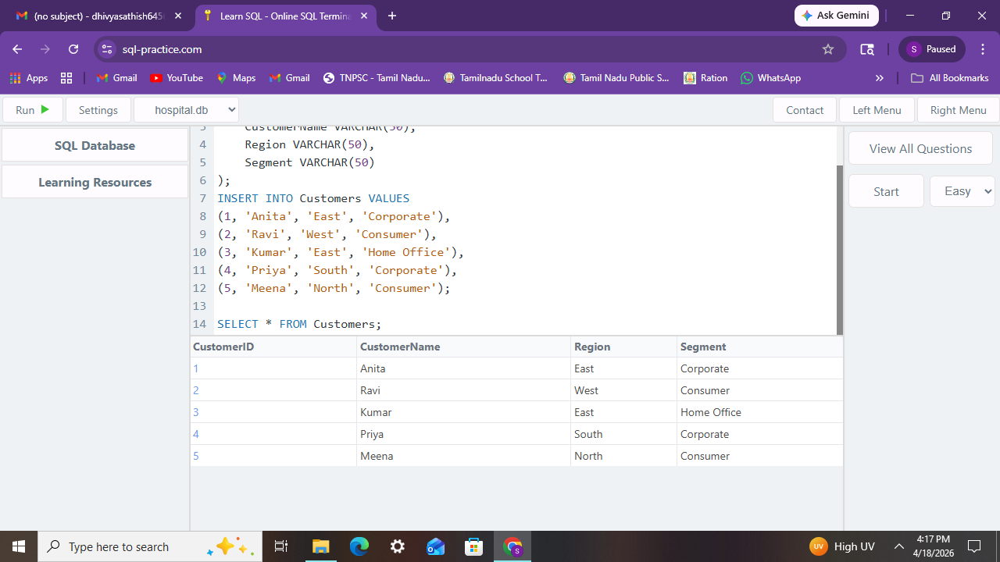 (no subject) - dhivyasathish645
Learn SQL - Online SQL Termina
Ask Gemini
sql-practice.com
S Paused
Apps
Gmail
YouTube
Maps
Gmail
TNPSC - Tamil Nadu...
Tamilnadu School T...
Tamil Nadu Public S...
Ration
WhatsApp
All Bookmarks
Run
Settings
hospital.db
Contact
Left Menu
Right Menu
SQL Database
Learning Resources
3 CustomerName VARCHAR(50),
4 Region VARCHAR(50),
5 Segment VARCHAR(50)
6 );
7 INSERT INTO Customers VALUES
8 (1, 'Anita', 'East', 'Corporate'),
9 (2, 'Ravi', 'West', 'Consumer'),
10 (3, 'Kumar', 'East', 'Home Office'),
11 (4, 'Priya', 'South', 'Corporate'),
12 (5, 'Meena', 'North', 'Consumer');
13
14 SELECT * FROM Customers;
CustomerID CustomerName Region Segment
1 Anita East Corporate
2 Ravi West Consumer
3 Kumar East Home Office
4 Priya South Corporate
5 Meena North Consumer
View All Questions
Start
Easy
Type here to search
UV High UV
4:17 PM
4/18/2026